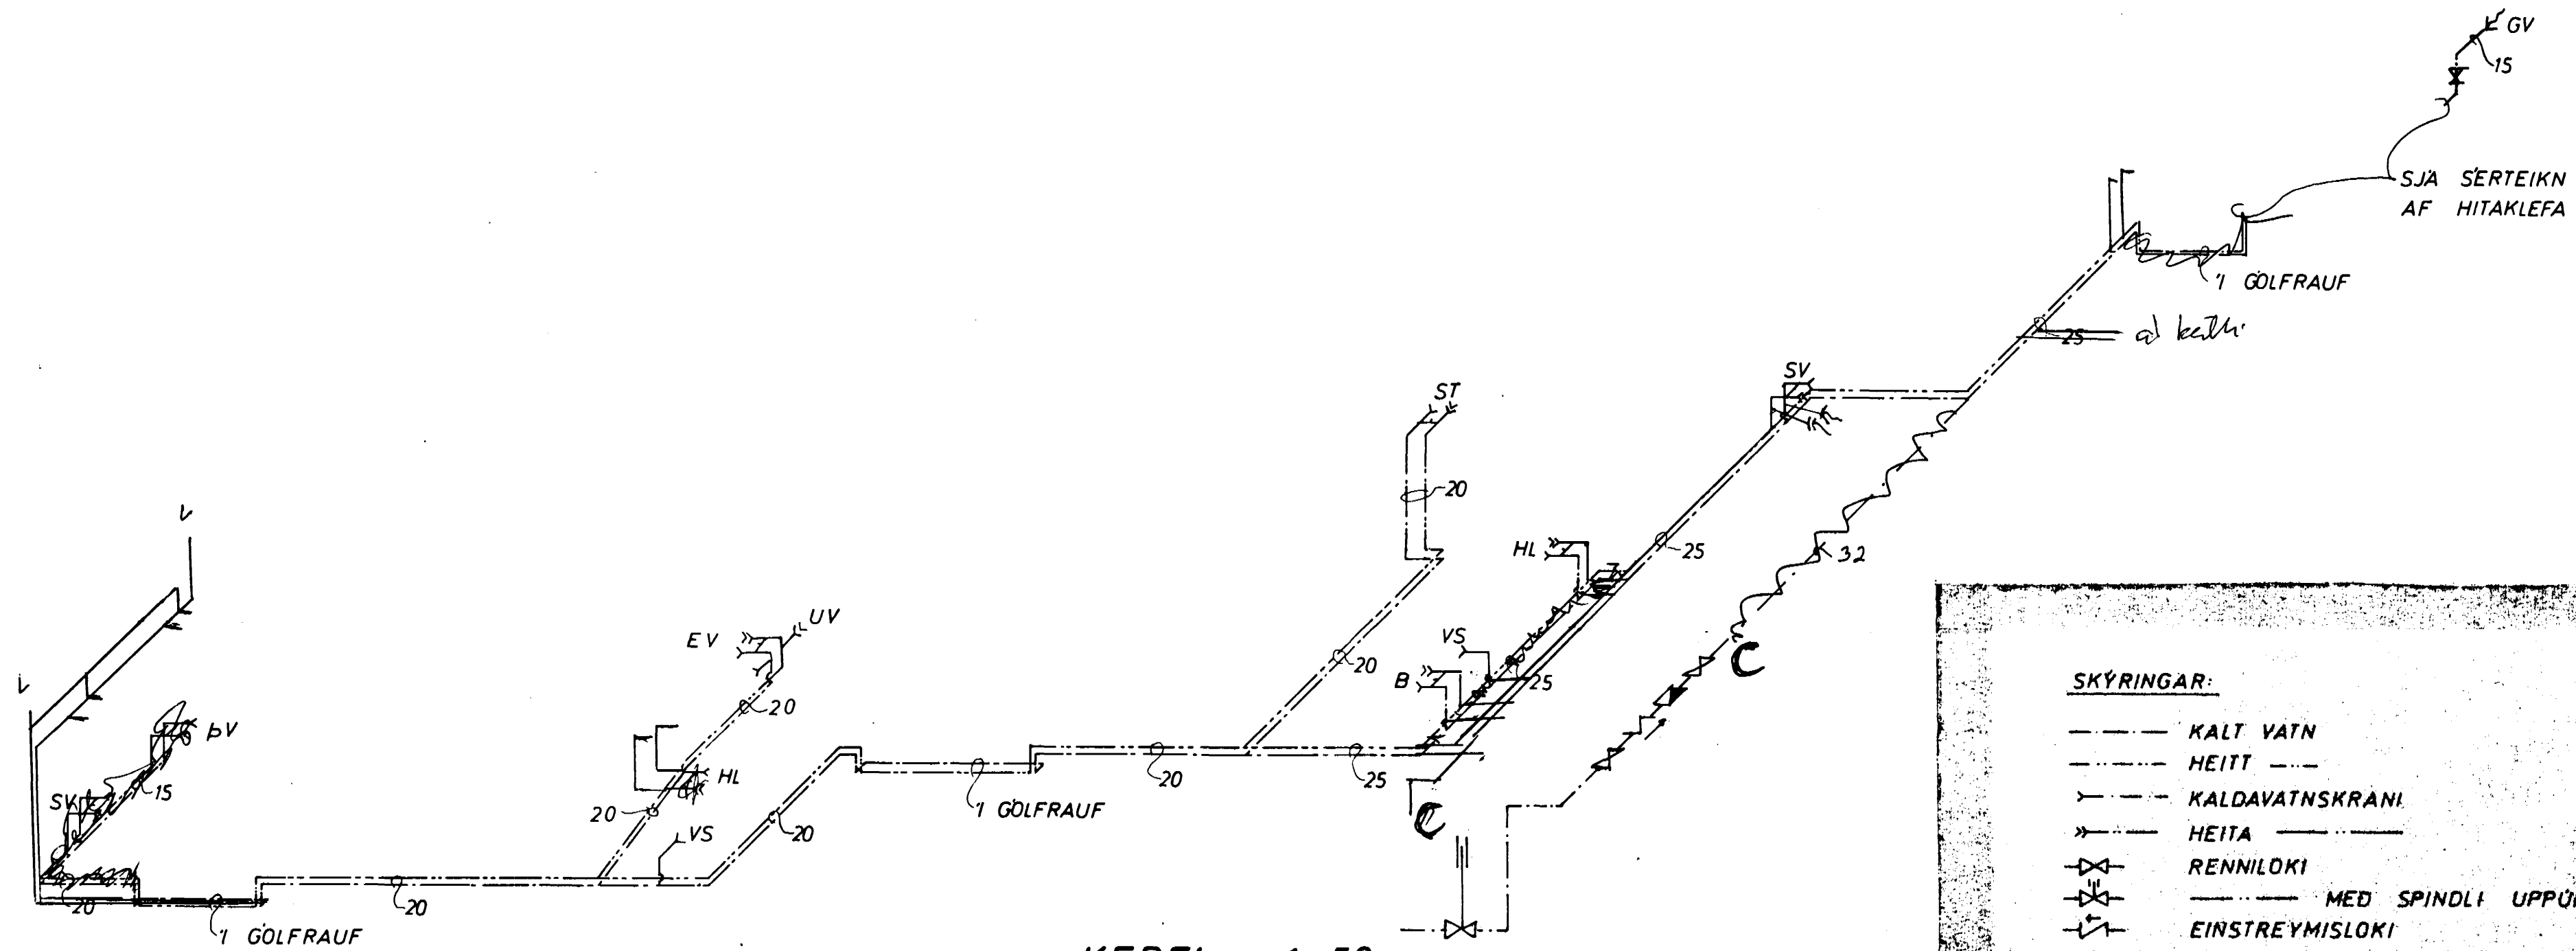 GV
15
SJÁ SÉRTEIKN
AF HITAKLEFA
Í GÓLFRAUF
25
SV
ST
20
HL
25
32
V
EV
UV
20
VS
B
25
20
V
ÞV
SV
15
HL
20
VS
20
Í GÓLFRAUF
20
25
C
C
20
20
Í GÓLFRAUF
SKÝRINGAR:
KALT VATN
HEITT
KALDAVATNSKRANI
HEITA
RENNILOKI
MEÐ SPINDLI
EINSTREYMISLOKI